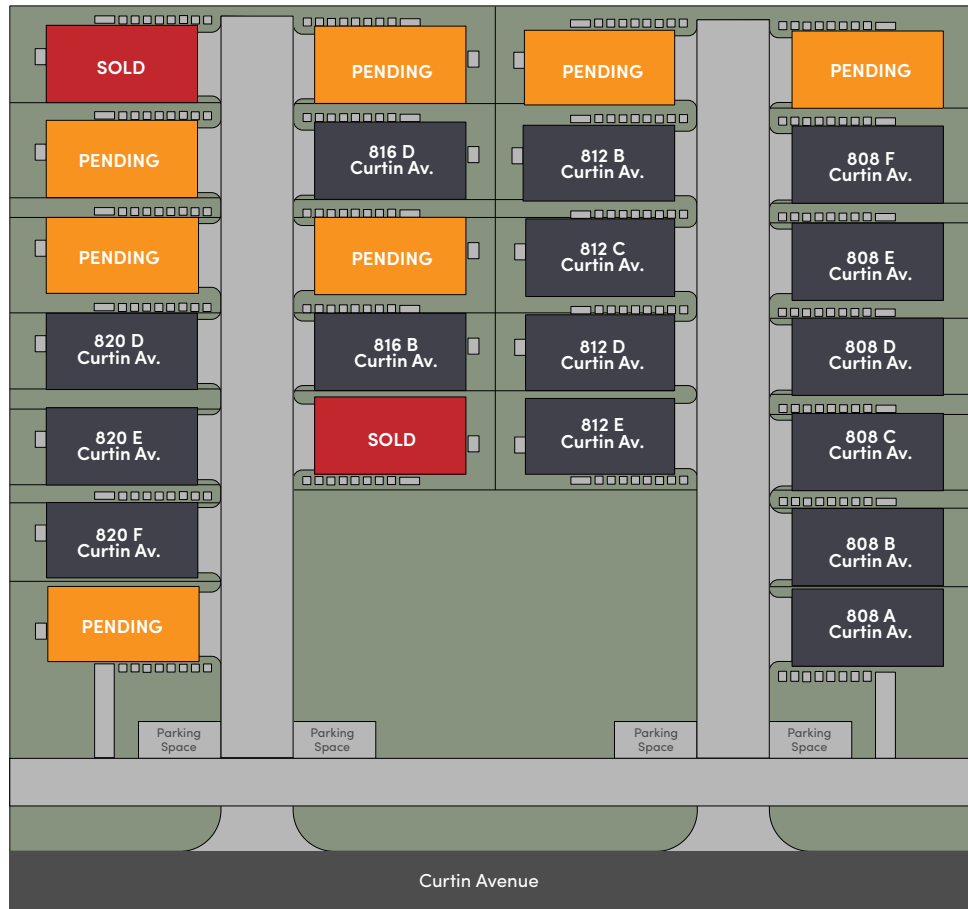 SOLD
PENDING
PENDING
PENDING
PENDING
816 D
Curtin Av.
812 B
Curtin Av.
808 F
Curtin Av.
PENDING
PENDING
812 C
Curtin Av.
808 E
Curtin Av.
820 D
Curtin Av.
816 B
Curtin Av.
812 D
Curtin Av.
808 D
Curtin Av.
820 E
Curtin Av.
SOLD
812 E
Curtin Av.
808 C
Curtin Av.
820 F
Curtin Av.
808 B
Curtin Av.
PENDING
808 A
Curtin Av.
Parking
Space
Parking
Space
Parking
Space
Parking
Space
Curtin Avenue